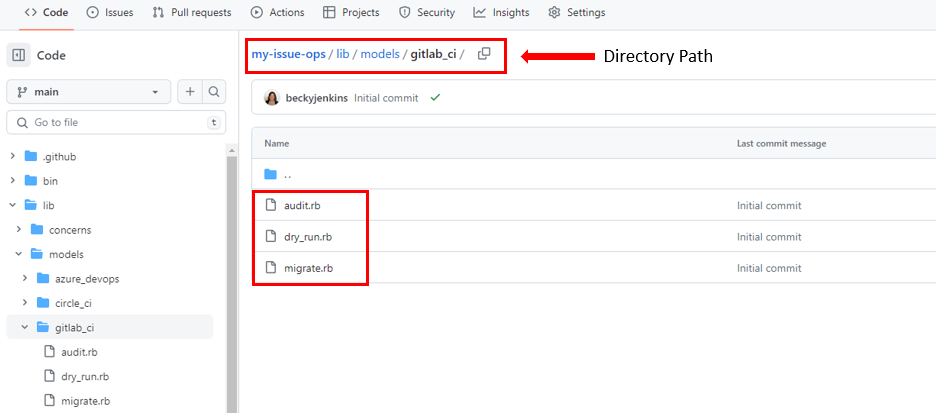 Code Issues Pull requests Actions Projects Security Insights Settings
Code
main
Go to file t
.github
bin
lib
concerns
models
azure_devops
circle_ci
gitlab_ci
audit.rb
dry_run.rb
migrate.rb
my-issue-ops / lib / models / gitlab_ci /
Directory Path
beckyjenkins Initial commit
Name Last commit message
..
audit.rb Initial commit
dry_run.rb Initial commit
migrate.rb Initial commit